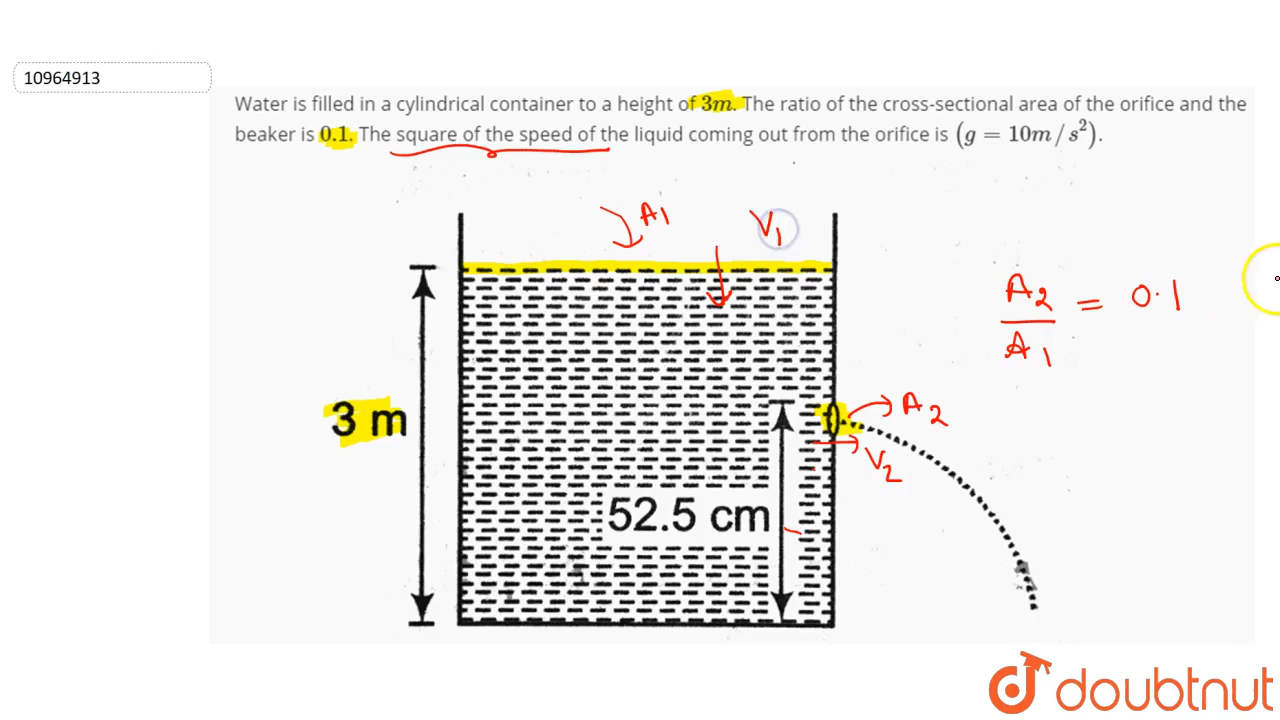 10964913
Water is filled in a cylindrical container to a height of 3m. The ratio of the cross-sectional area of the orifice and the
beaker is 0.1. The square of the speed of the liquid coming out from the orifice is (g = 10m/s²).
A1
V1
A2
A1
= 0.1
3 m
A2
V2
52.5 cm
doubtnut